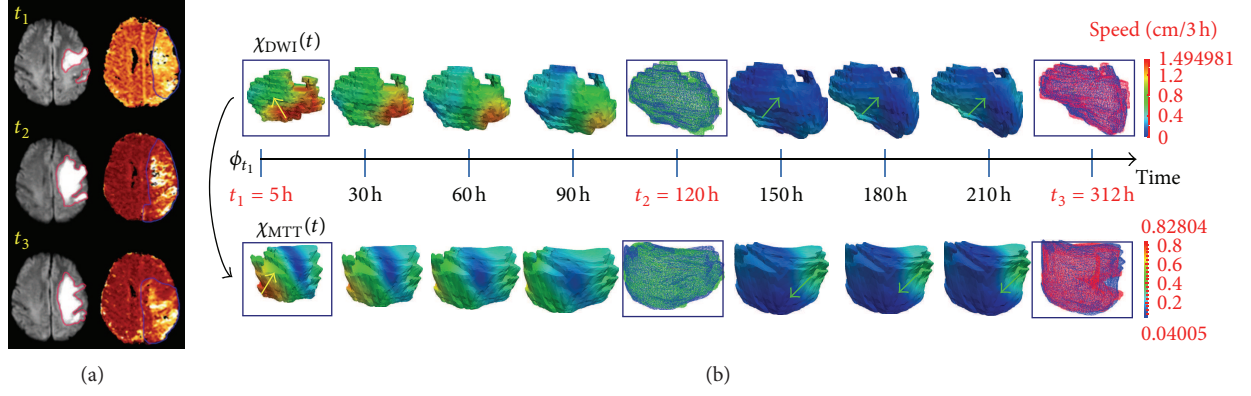 t₁
t₂
t₃
(a)
χDWI(t)
Speed (cm/3 h)
1.494981
1.2
0.8
0.4
0
ϕt₁
Time
t₁ = 5 h
30 h
60 h
90 h
t₂ = 120 h
150 h
180 h
210 h
t₃ = 312 h
χMTT(t)
0.82804
0.8
0.6
0.4
0.2
0.04005
(b)